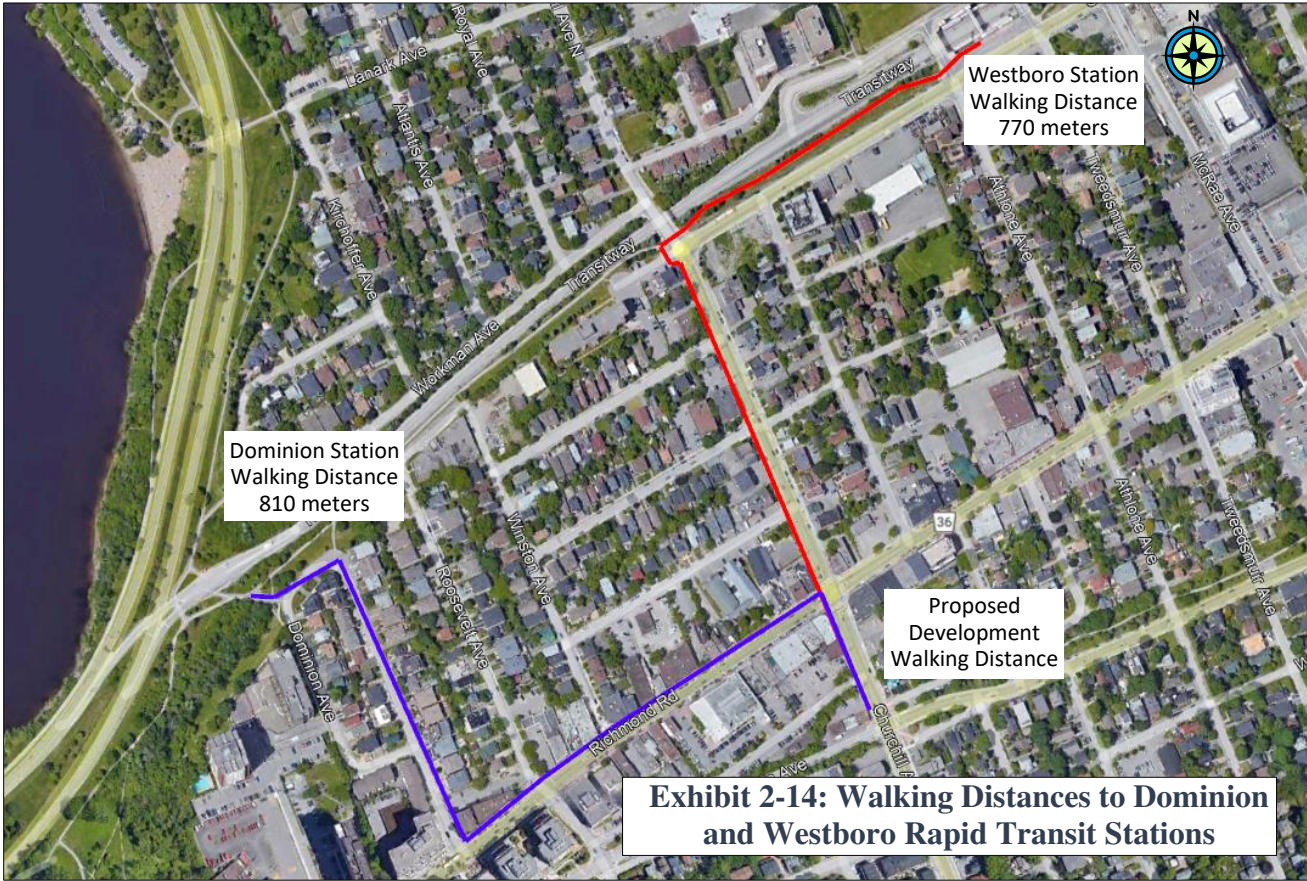 N
Royal Ave
l Ave N
Lanark Ave
Transitway
Westboro Station
Walking Distance
770 meters
Atlantis Ave
McRae Ave
Tweedsmuir Ave
Athlone Ave
Kirchoffer Ave
Transitway
Workman Ave
Dominion Station
Walking Distance
810 meters
Athlone Ave
Tweedsmuir Ave
36
Winston Ave
Roosevelt Ave
Dominion Ave
Proposed
Development
Walking Distance
Richmond Rd
Churchill A
Ave
Exhibit 2-14: Walking Distances to Dominion
and Westboro Rapid Transit Stations